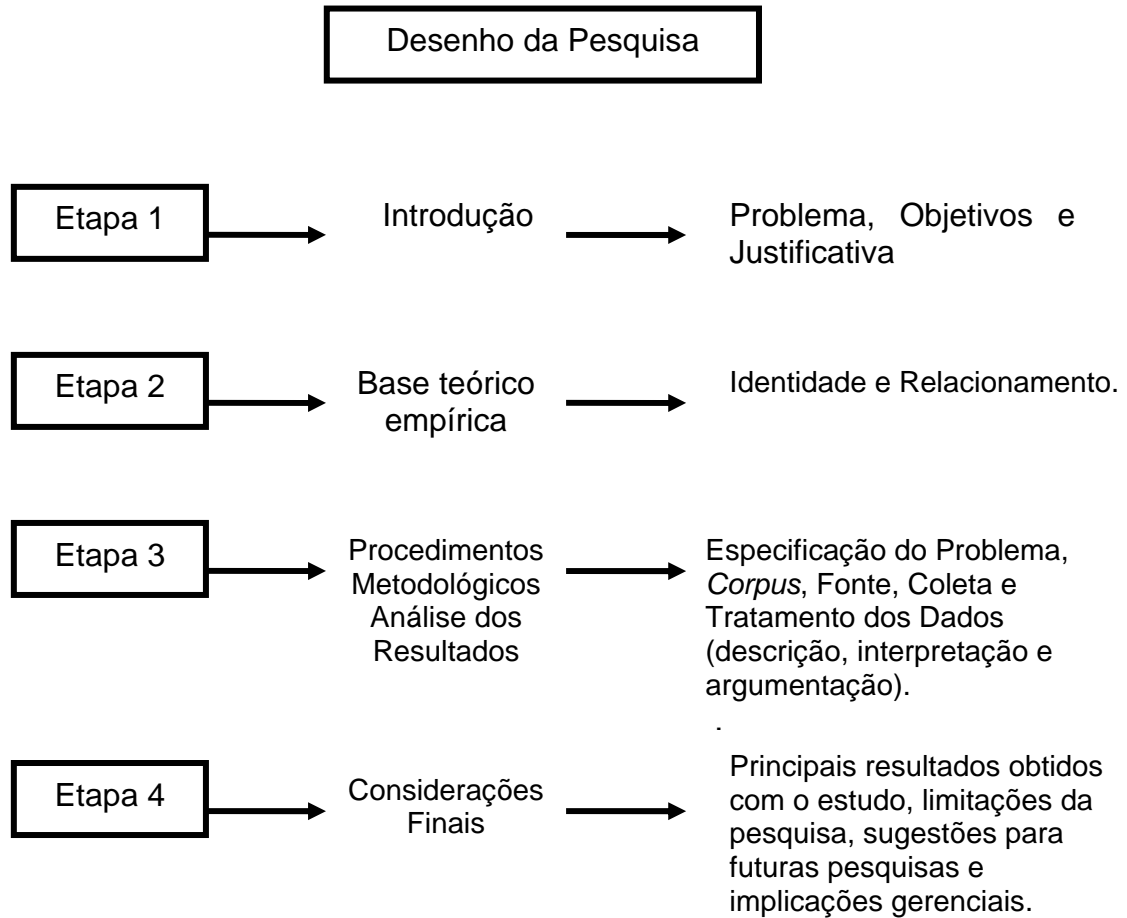 Desenho da Pesquisa
Etapa 1
Introdução
Problema, Objetivos e
Justificativa
Etapa 2
Base teórico
empírica
Identidade e Relacionamento.
Etapa 3
Procedimentos
Metodológicos
Análise dos
Resultados
Especificação do Problema,
Corpus, Fonte, Coleta e
Tratamento dos Dados
(descrição, interpretação e
argumentação).
.
Etapa 4
Considerações
Finais
Principais resultados obtidos
com o estudo, limitações da
pesquisa, sugestões para
futuras pesquisas e
implicações gerenciais.